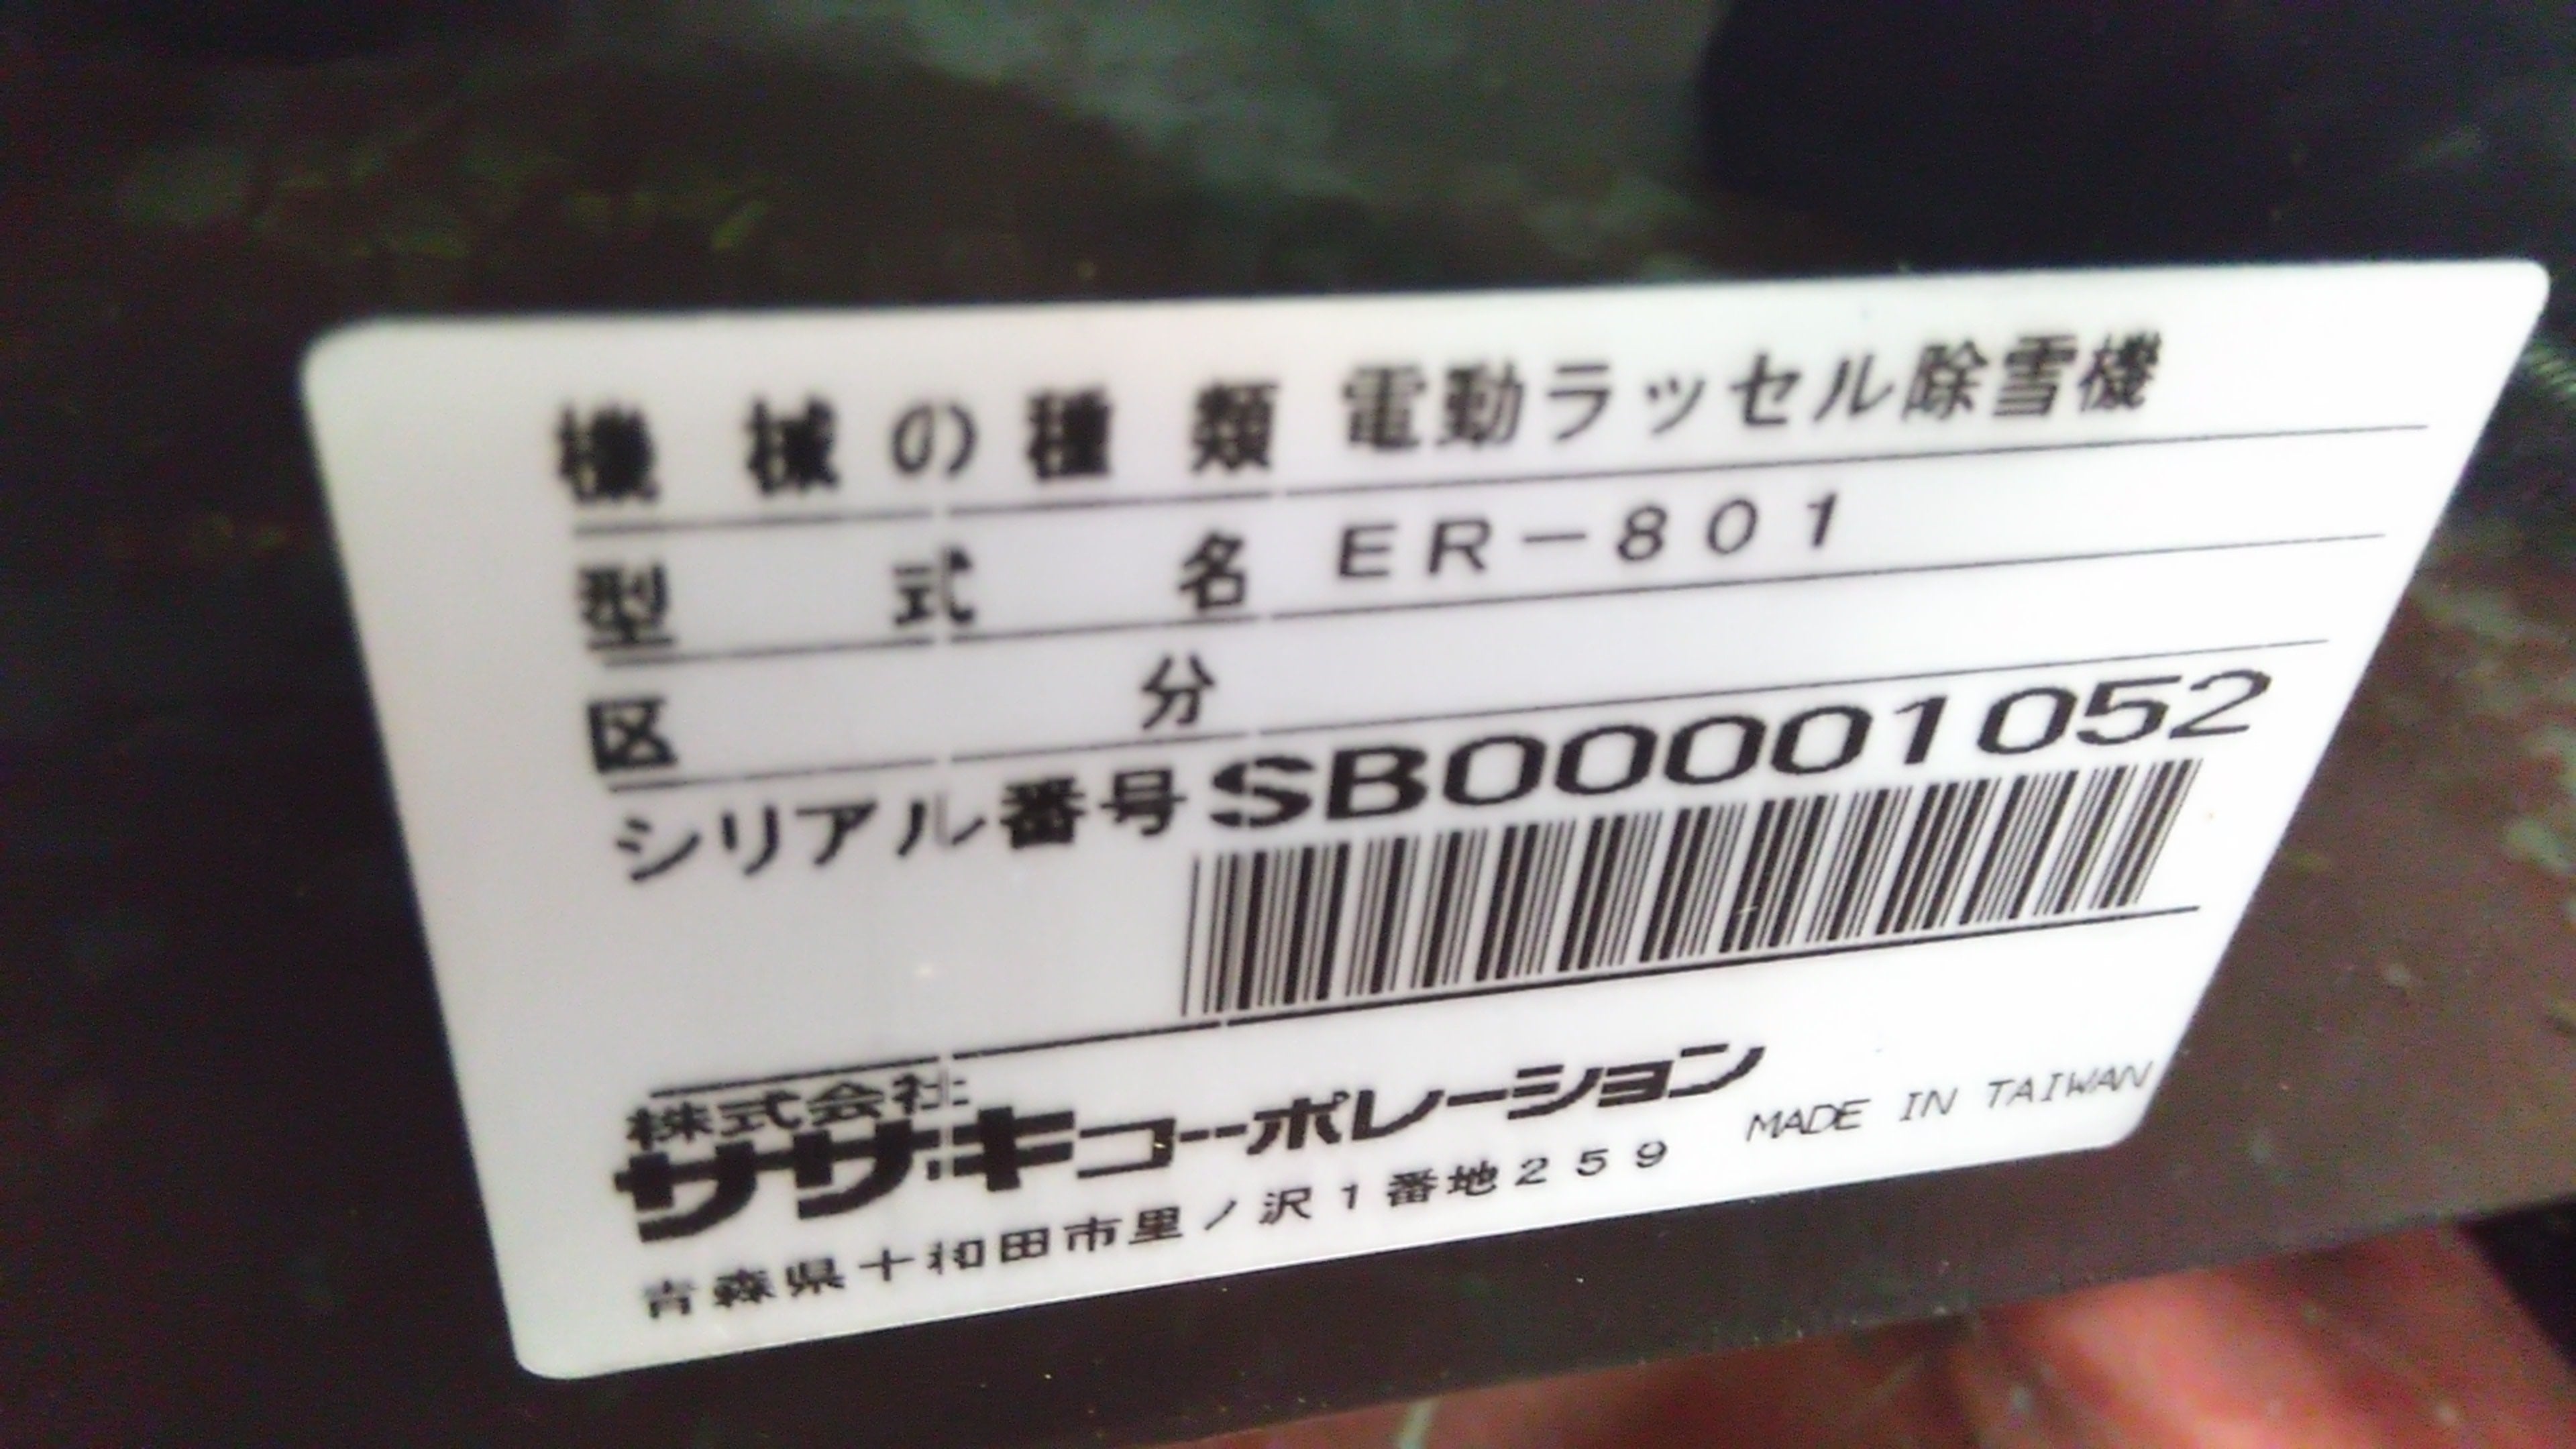 機械の種類 電動ラッセル除雪機
型式名 ER-801
区分
シリアル番号 SB00001052
株式会社
ササキコーポレーション
MADE IN TAIWAN
青森県十和田市里ノ沢1番地259